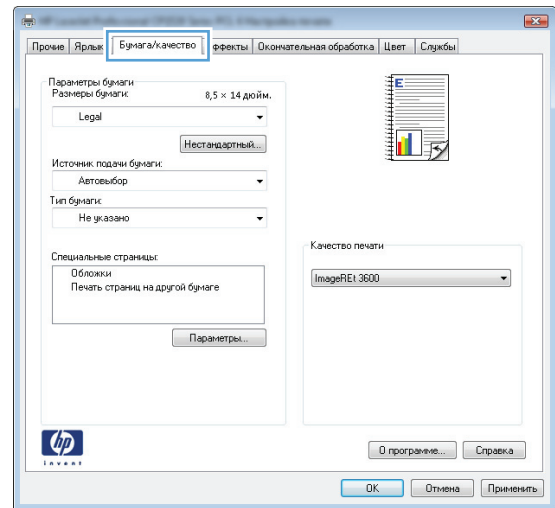 Прочие Ярлык Бумага/качество ффекты Окончательная обработка Цвет Службы
Параметры бумаги
Размеры бумаги: 8,5 × 14 дюйм.
Legal
Нестандартный...
Источник подачи бумаги:
Автовыбор
Тип бумаги:
Не указано
Специальные страницы:
Обложки
Печать страниц на другой бумаге
Параметры...
E
Качество печати
ImageREt 3600
hp
invent
О программе... Справка
OK Отмена Применить